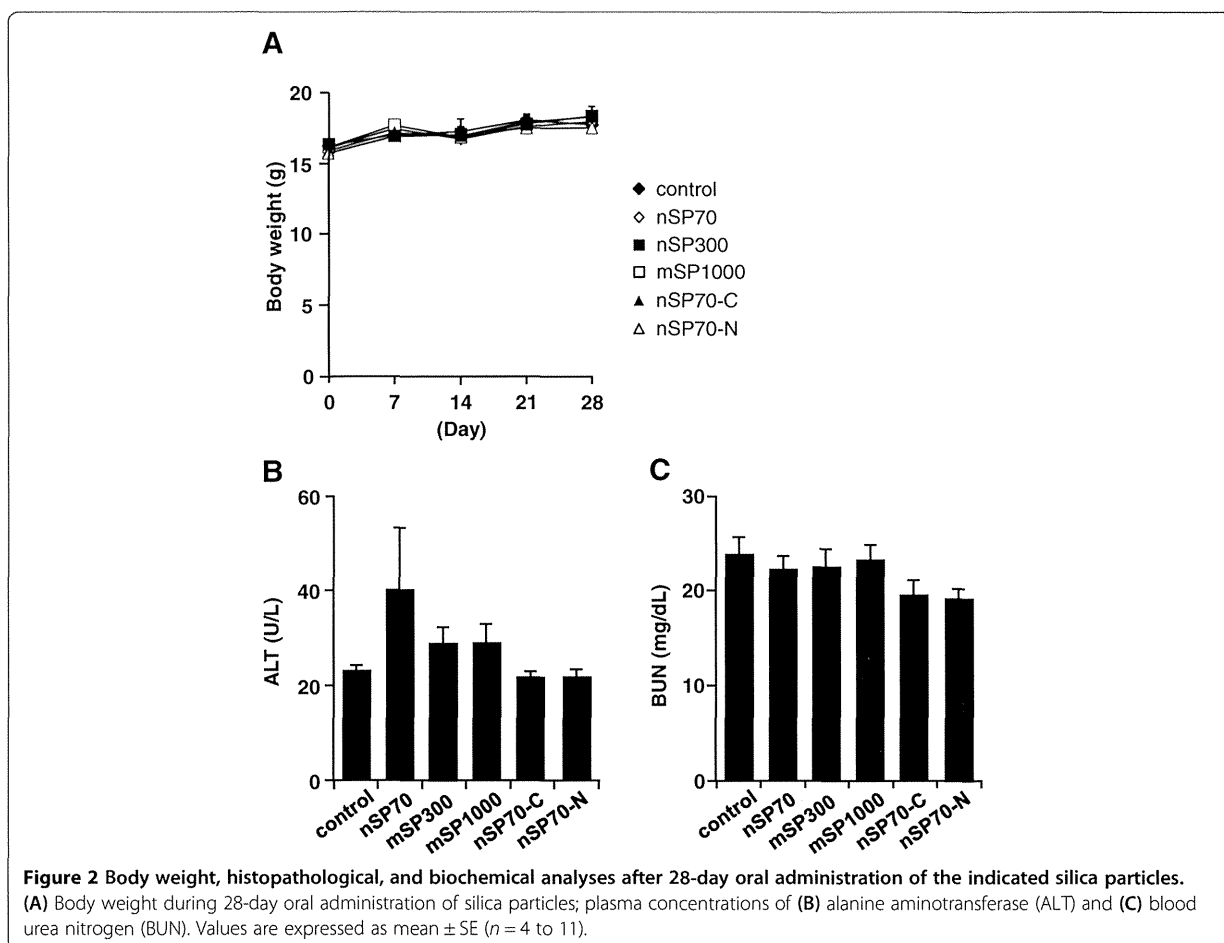 A
20
15
10
5
0
Body weight (g)
0 7 14 21 28
(Day)
control
nSP70
nSP300
mSP1000
nSP70-C
nSP70-N
B
60
40
20
0
ALT (U/L)
control nSP70 mSP300 mSP1000 nSP70-C nSP70-N
C
30
20
10
0
BUN (mg/dL)
control nSP70 mSP300 mSP1000 nSP70-C nSP70-N
Figure 2 Body weight, histopathological, and biochemical analyses after 28-day oral administration of the indicated silica particles.
(A) Body weight during 28-day oral administration of silica particles; plasma concentrations of (B) alanine aminotransferase (ALT) and (C) blood
urea nitrogen (BUN). Values are expressed as mean ± SE (n = 4 to 11).